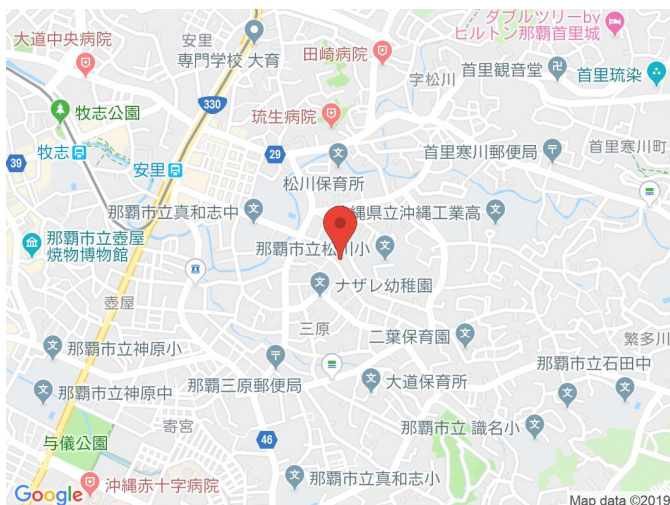 ダブルツリーby
ヒルトン那覇首里城
安里
大道中央病院
専門学校 大育
田崎病院
字松川
首里観音堂
首里琉染
330
牧志公園
琉生病院
牧志
39
安里
29
首里寒川郵便局
首里寒川町
松川保育所
那覇市立真和志中
縄県立沖縄工業高
那覇市立壺屋
焼物博物館
那覇市立松川小
ナザレ幼稚園
壺屋
三原
二葉保育園
繁多川
那覇市立神原小
那覇市立石田中
那覇三原郵便局
大道保育所
那覇市立神原中
寄宮
那覇市立 識名小
与儀公園
46
那覇市立真和志小
沖縄赤十字病院
Google
Map data ©2019